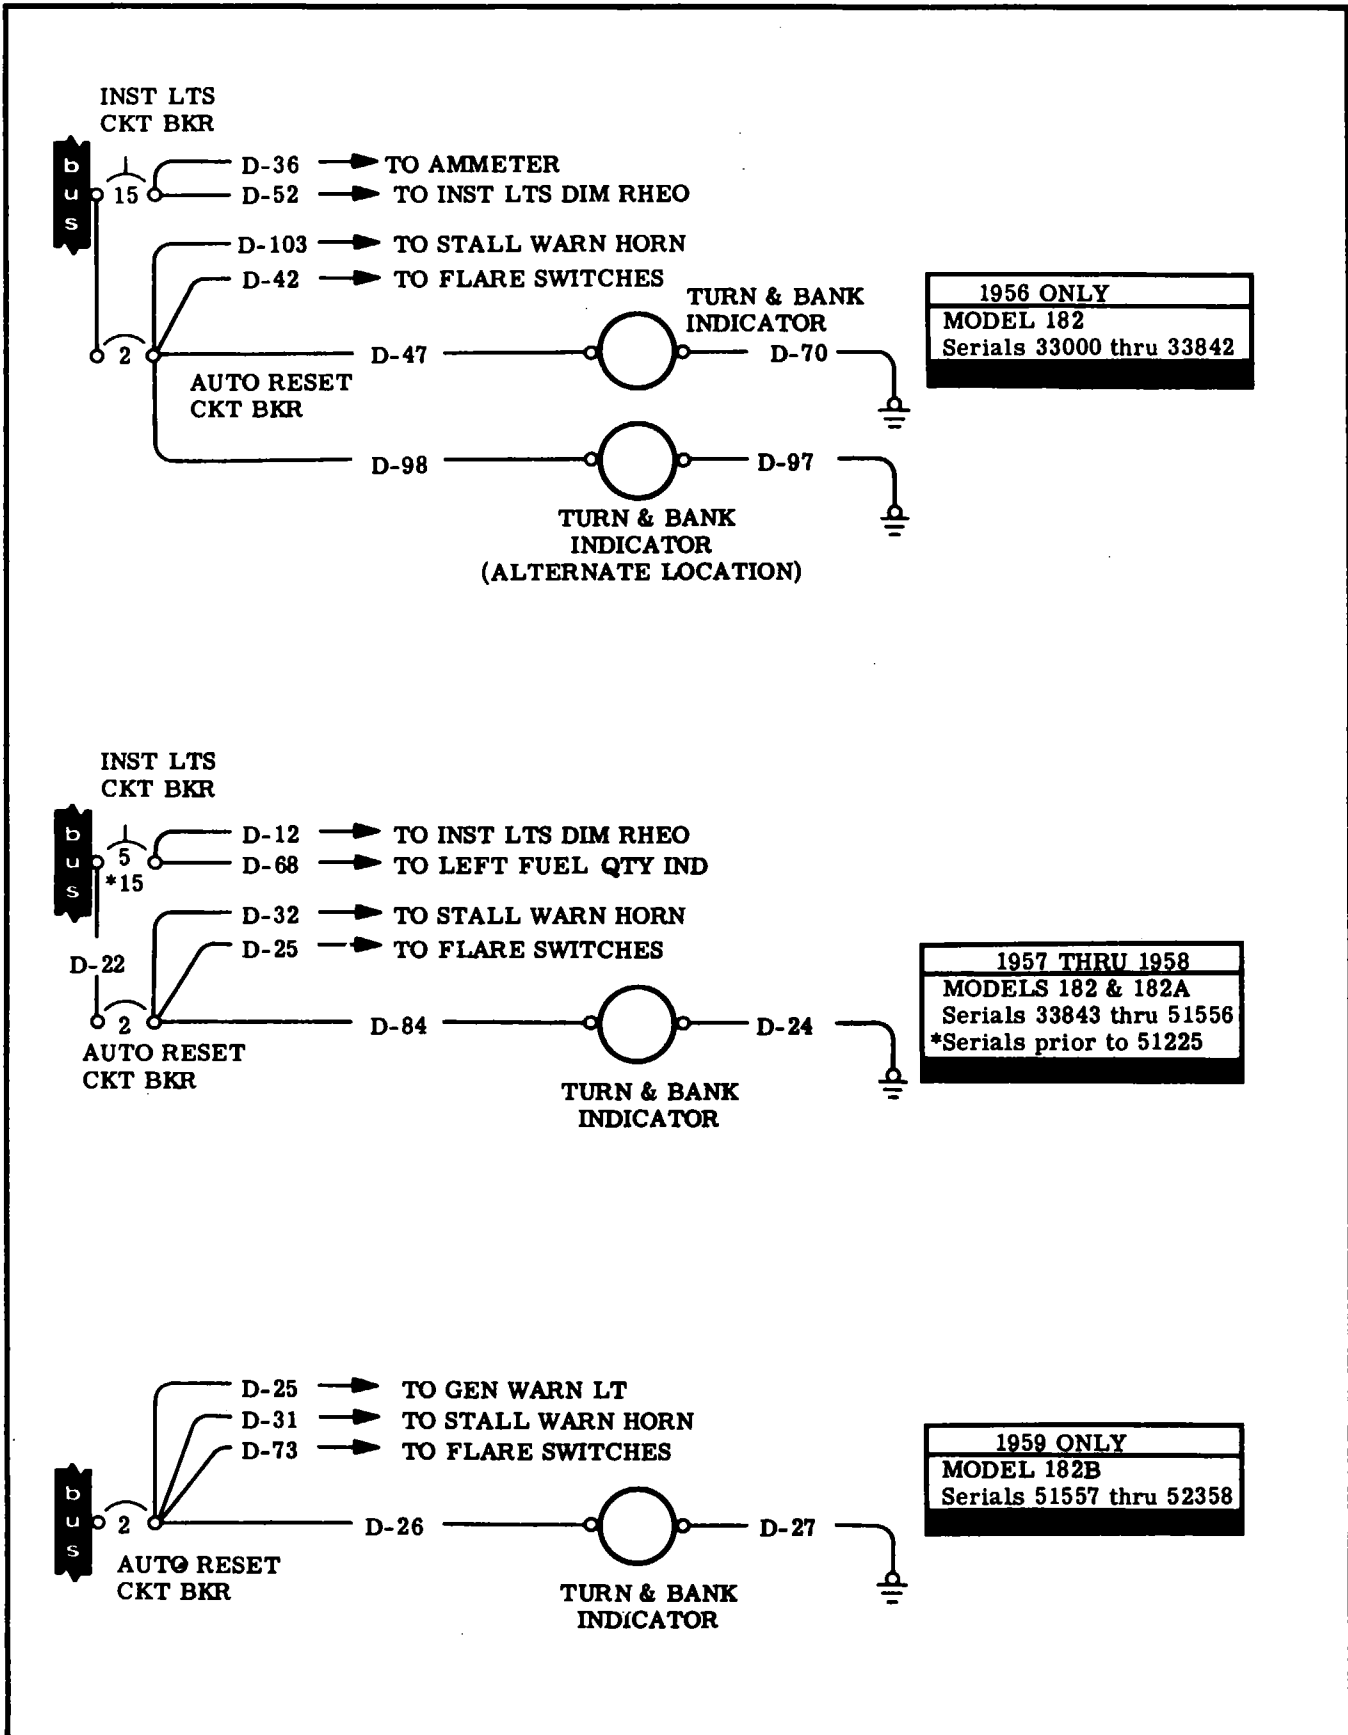 INST LTS
CKT BKR
bus
15
D-36 TO AMMETER
D-52 TO INST LTS DIM RHEO
D-103 TO STALL WARN HORN
D-42 TO FLARE SWITCHES
2
AUTO RESET
CKT BKR
D-47
TURN & BANK
INDICATOR
D-70
D-98
D-97
TURN & BANK
INDICATOR
(ALTERNATE LOCATION)
1956 ONLY
MODEL 182
Serials 33000 thru 33842
INST LTS
CKT BKR
bus
5
*15
D-12 TO INST LTS DIM RHEO
D-68 TO LEFT FUEL QTY IND
D-32 TO STALL WARN HORN
D-25 TO FLARE SWITCHES
D-22
2
AUTO RESET
CKT BKR
D-84
D-24
TURN & BANK
INDICATOR
1957 THRU 1958
MODELS 182 & 182A
Serials 33843 thru 51556
*Serials prior to 51225
D-25 TO GEN WARN LT
D-31 TO STALL WARN HORN
D-73 TO FLARE SWITCHES
bus
2
AUTO RESET
CKT BKR
D-26
D-27
TURN & BANK
INDICATOR
1959 ONLY
MODEL 182B
Serials 51557 thru 52358